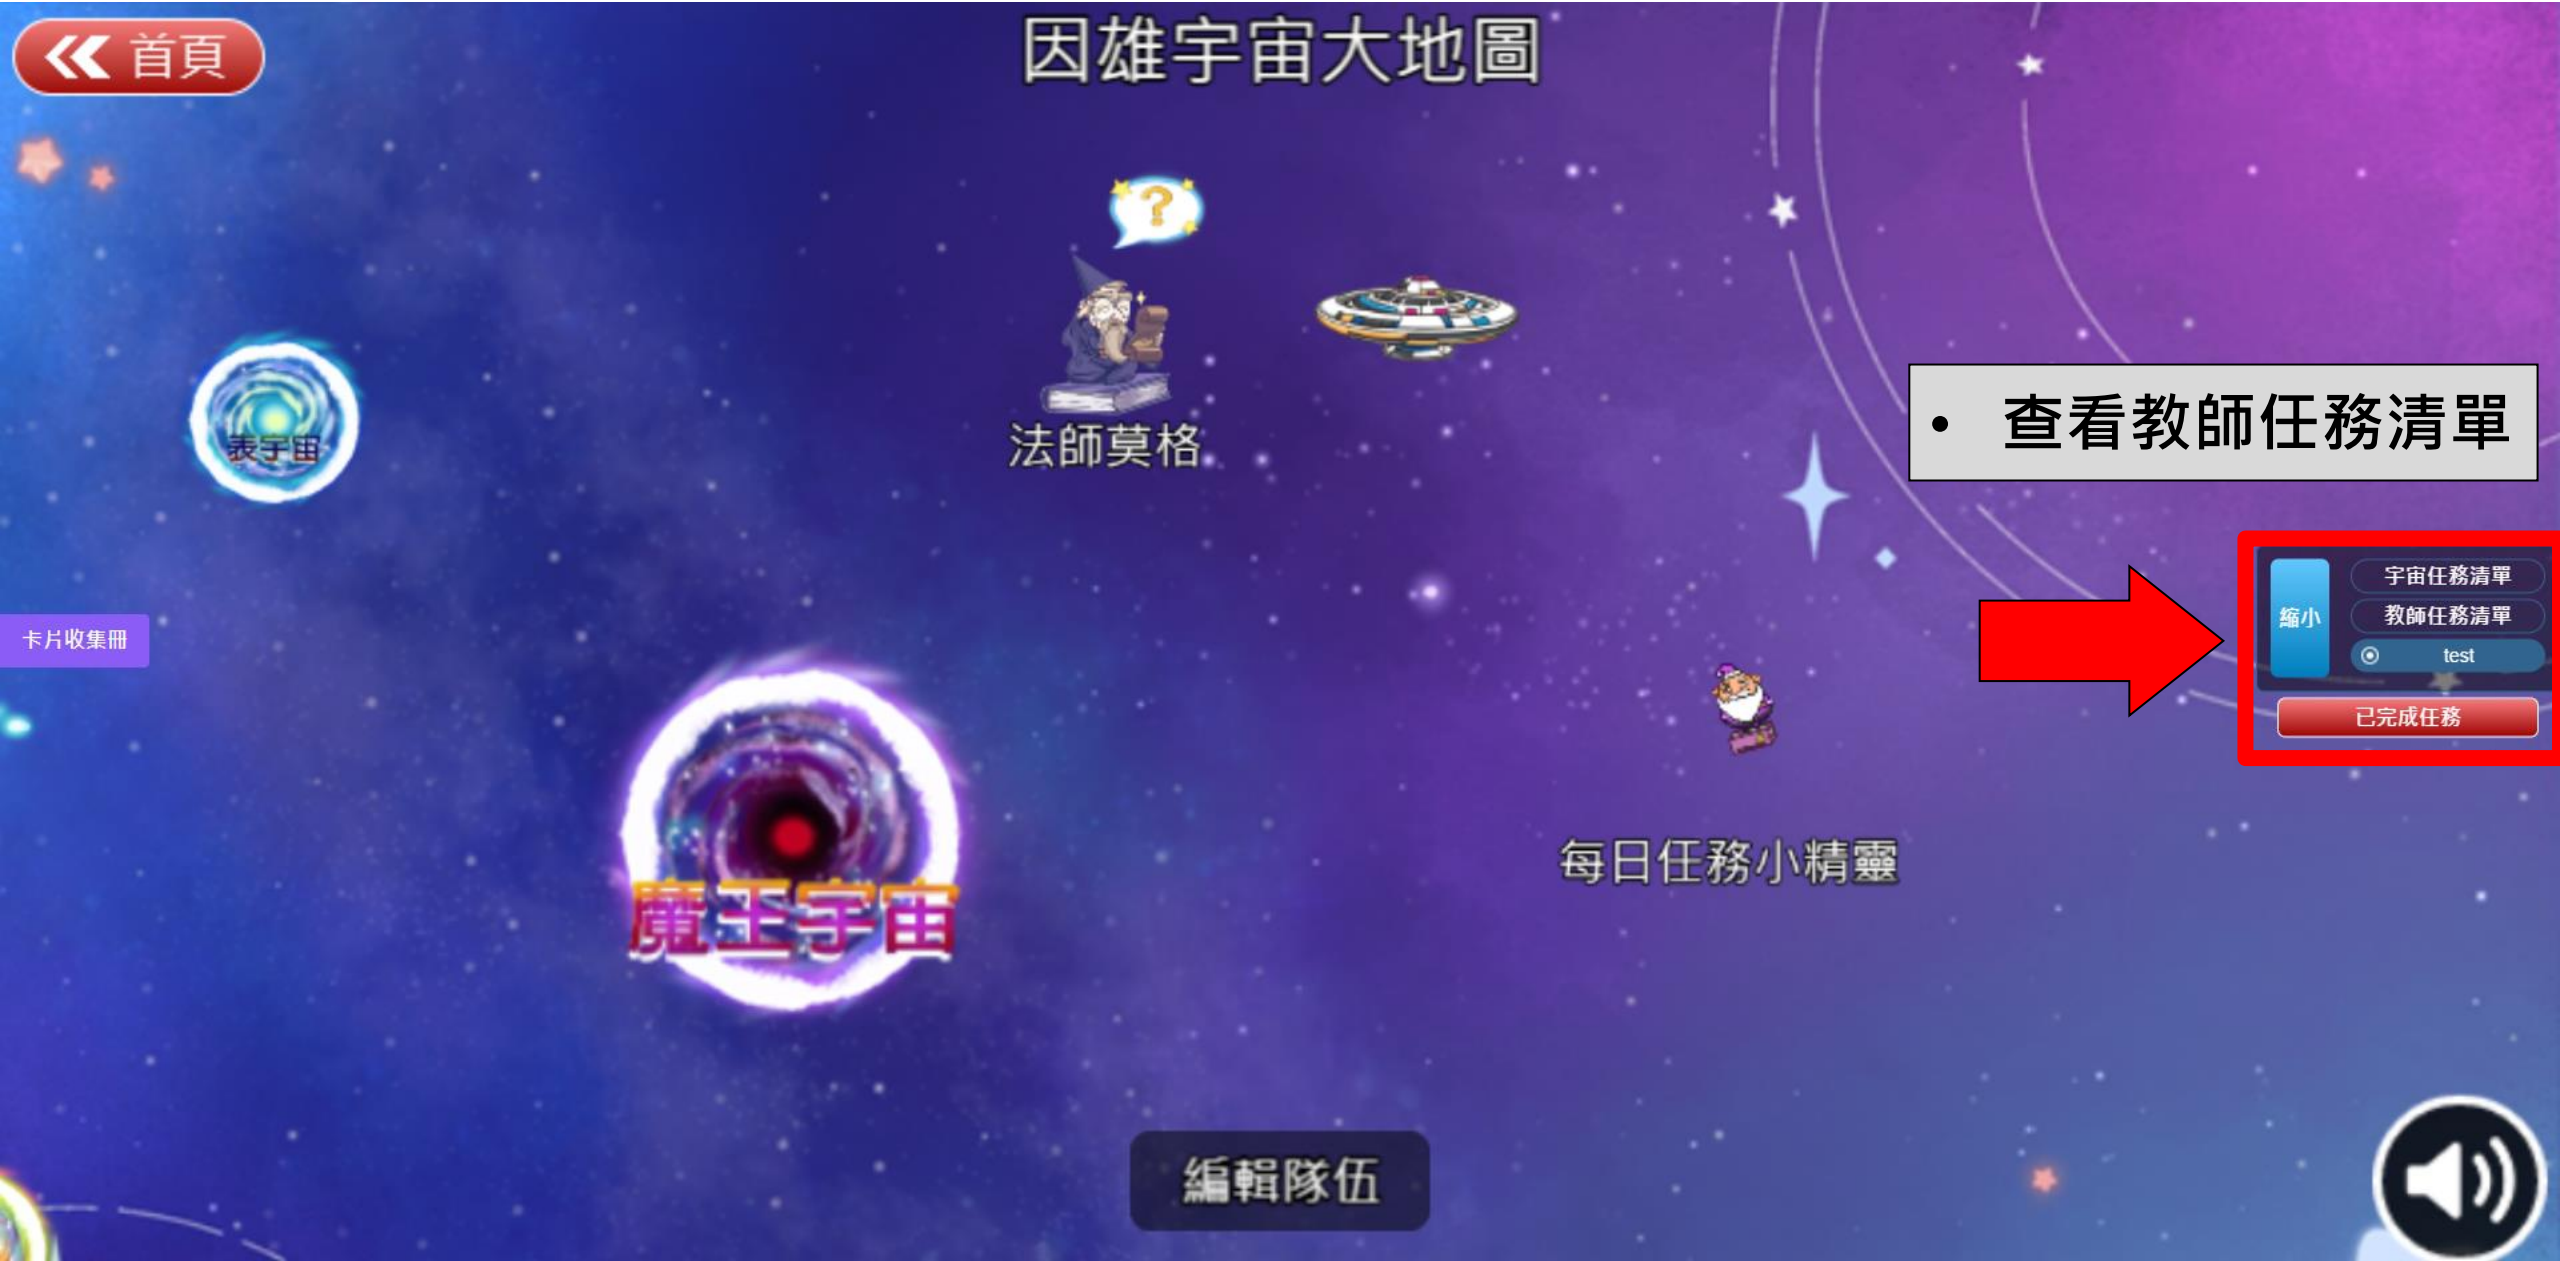 首頁
因雄宇宙大地圖
?
表宇宙
法師莫格
• 查看教師任務清單
縮小
宇宙任務清單
教師任務清單
test
已完成任務
卡片收集冊
每日任務小精靈
魔王宇宙
編輯隊伍